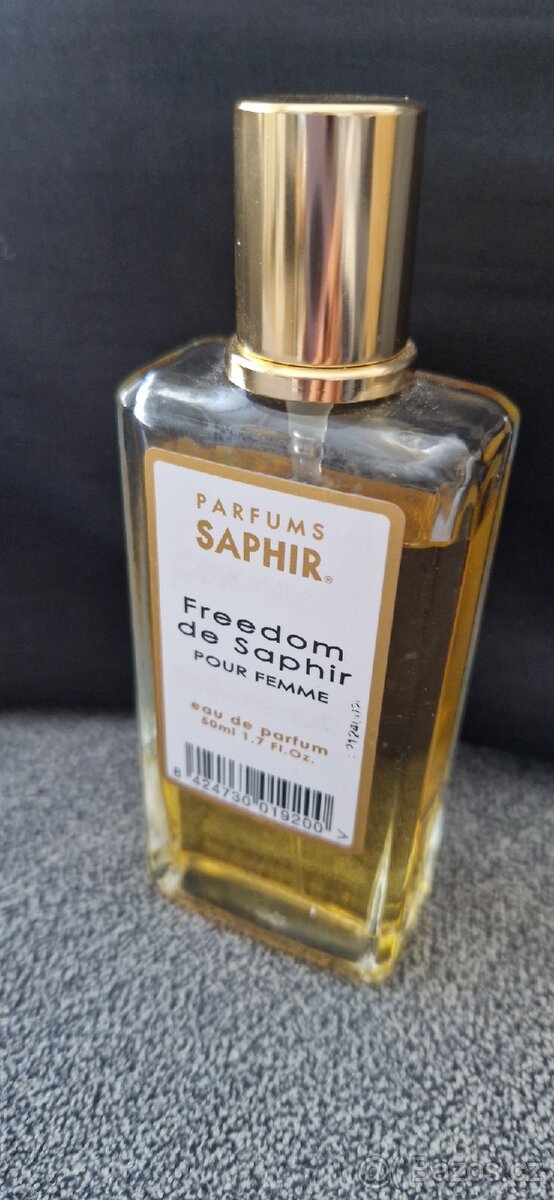 PARFUMS
SAPHIR®
Freedom
de Saphir
POUR FEMME
eau de parfum
50ml 1.7 Fl.Oz.
8 424730 019200 >
© Bazos.cz